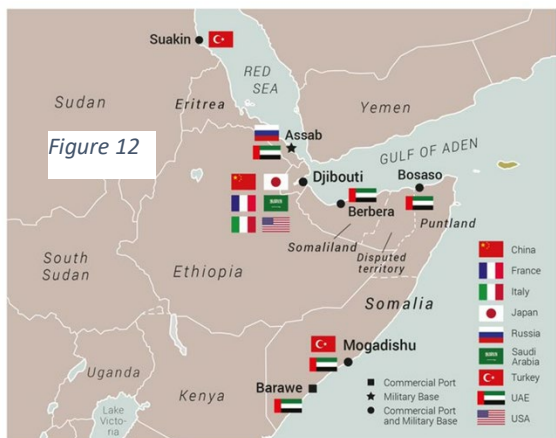 Suakin
RED
SEA
Sudan
Eritrea
Yemen
Figure 12
Assab
GULF OF ADEN
Djibouti
Bosaso
Berbera
Puntland
Somaliland
Disputed
territory
South
Sudan
Ethiopia
Somalia
Mogadishu
Uganda
Kenya
Barawe
Lake
Victo-
ria
Commercial Port
Military Base
Commercial Port
and Military Base
China
France
Italy
Japan
Russia
Saudi
Arabia
Turkey
UAE
USA